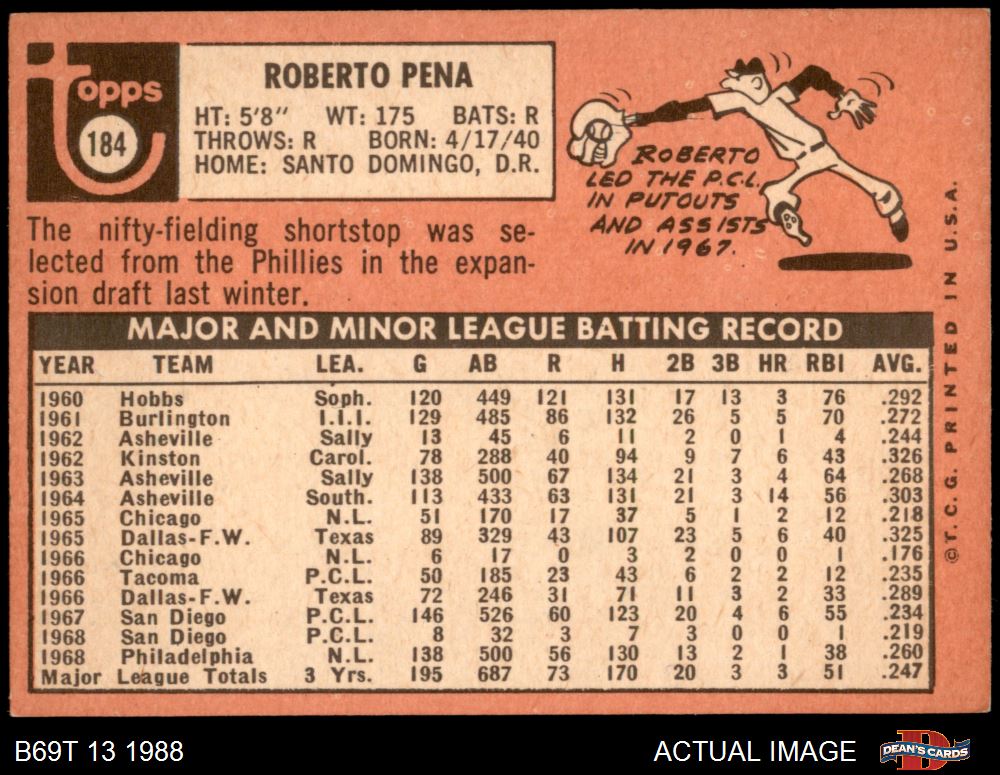 Topps
184
ROBERTO PENA
HT: 5'8" WT: 175 BATS: R
THROWS: R BORN: 4/17/40
HOME: SANTO DOMINGO, D.R.
ROBERTO
LED THE P.C.L.
IN PUTOUTS
AND ASSISTS
IN 1967.
The nifty-fielding shortstop was se-
lected from the Phillies in the expan-
sion draft last winter.
MAJOR AND MINOR LEAGUE BATTING RECORD
YEAR TEAM LEA. G AB R H 2B 3B HR RBI AVG.
1960 Hobbs Soph. 120 449 121 131 17 13 3 76 .292
1961 Burlington I.I.I. 129 485 86 132 26 5 5 70 .272
1962 Asheville Sally 13 45 6 11 2 0 1 4 .244
1962 Kinston Carol. 78 288 40 94 9 7 6 43 .326
1963 Asheville Sally 138 500 67 134 21 3 4 64 .268
1964 Asheville South. 113 433 63 131 21 3 14 56 .303
1965 Chicago N.L. 51 170 17 37 5 1 2 12 .218
1965 Dallas-F.W. Texas 89 329 43 107 23 5 6 40 .325
1966 Chicago N.L. 6 17 0 3 2 0 0 1 .176
1966 Tacoma P.C.L. 50 185 23 43 6 2 2 12 .235
1966 Dallas-F.W. Texas 72 246 31 71 11 3 2 33 .289
1967 San Diego P.C.L. 146 526 60 123 20 4 6 55 .234
1968 San Diego P.C.L. 8 32 3 7 3 0 0 1 .219
1968 Philadelphia N.L. 138 500 56 130 13 2 1 38 .260
Major League Totals 3 Yrs. 195 687 73 170 20 3 3 51 .247
©T.C.G. PRINTED IN U.S.A.
B69T 13 1988
ACTUAL IMAGE
D
DEAN'S CARDS